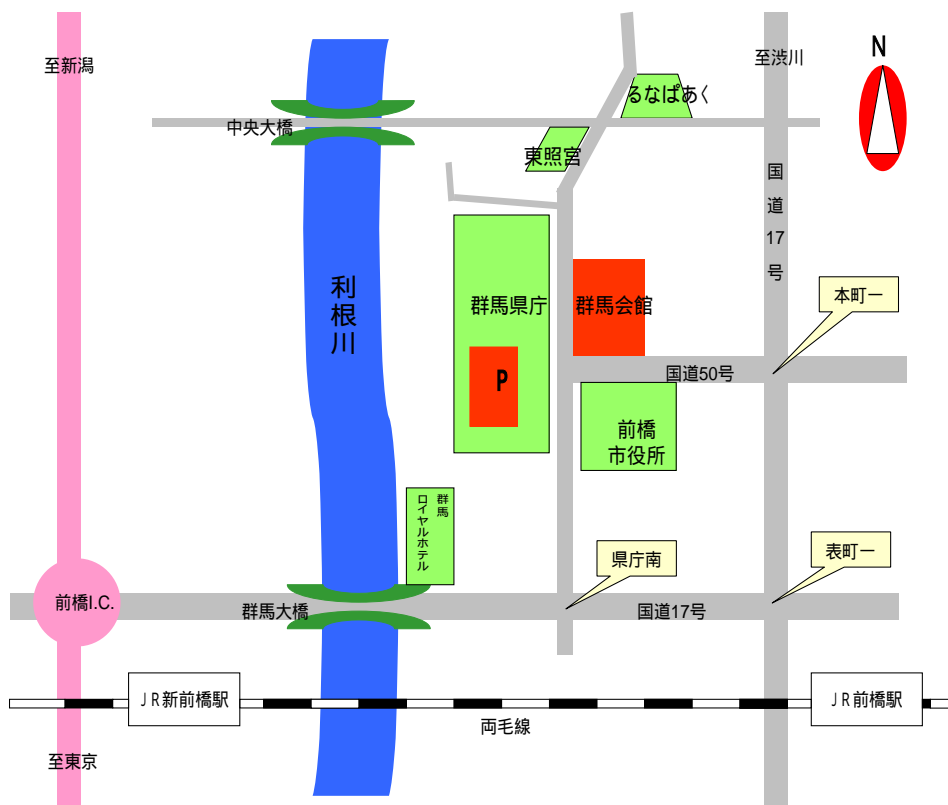 至新潟
至渋川
N
るなぱあく
中央大橋
東照宮
国道17号
利根川
群馬県庁
群馬会館
本町一
P
国道50号
前橋
市役所
群馬
ロイヤルホテル
県庁南
表町一
前橋I.C.
群馬大橋
国道17号
ＪＲ新前橋駅
ＪＲ前橋駅
両毛線
至東京